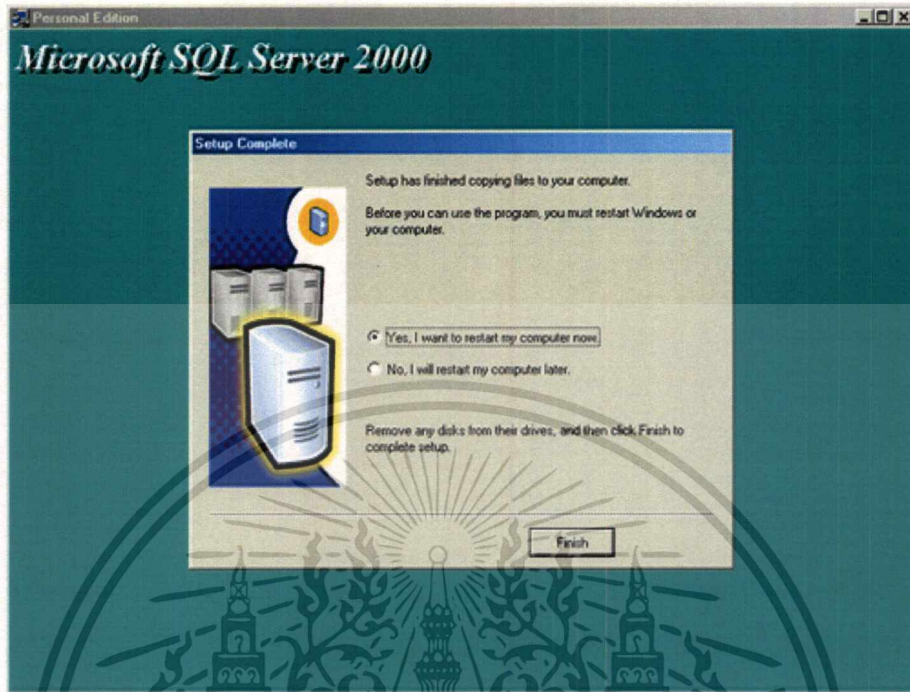 Personal Edition
Microsoft SQL Server 2000
Setup Complete
Setup has finished copying files to your computer.
Before you can use the program, you must restart Windows or
your computer.
Yes, I want to restart my computer now.
No, I will restart my computer later.
Remove any disks from their drives, and then click Finish to
complete setup.
Finish